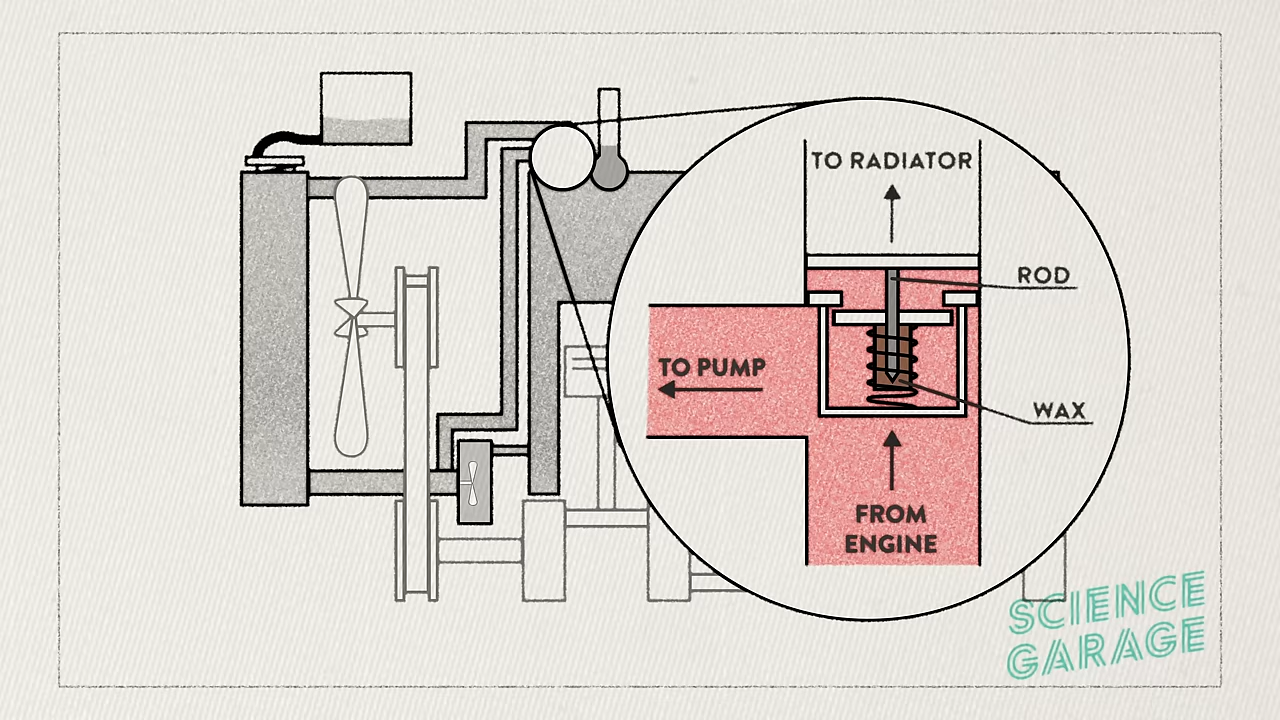 TO RADIATOR
ROD
TO PUMP
WAX
FROM
ENGINE
SCIENCE
GARAGE